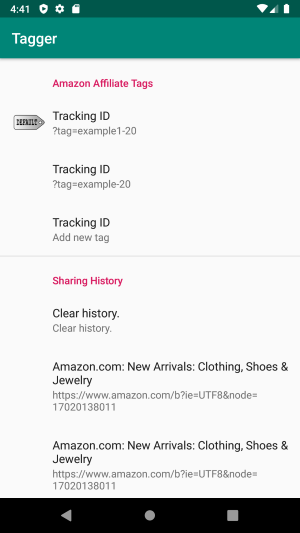 4:41
Tagger
Amazon Affiliate Tags
DEFAULT
Tracking ID
?tag=example1-20
Tracking ID
?tag=example-20
Tracking ID
Add new tag
Sharing History
Clear history.
Clear history.
Amazon.com: New Arrivals: Clothing, Shoes &
Jewelry
https://www.amazon.com/b?ie=UTF8&node=
17020138011
Amazon.com: New Arrivals: Clothing, Shoes &
Jewelry
https://www.amazon.com/b?ie=UTF8&node=
17020138011